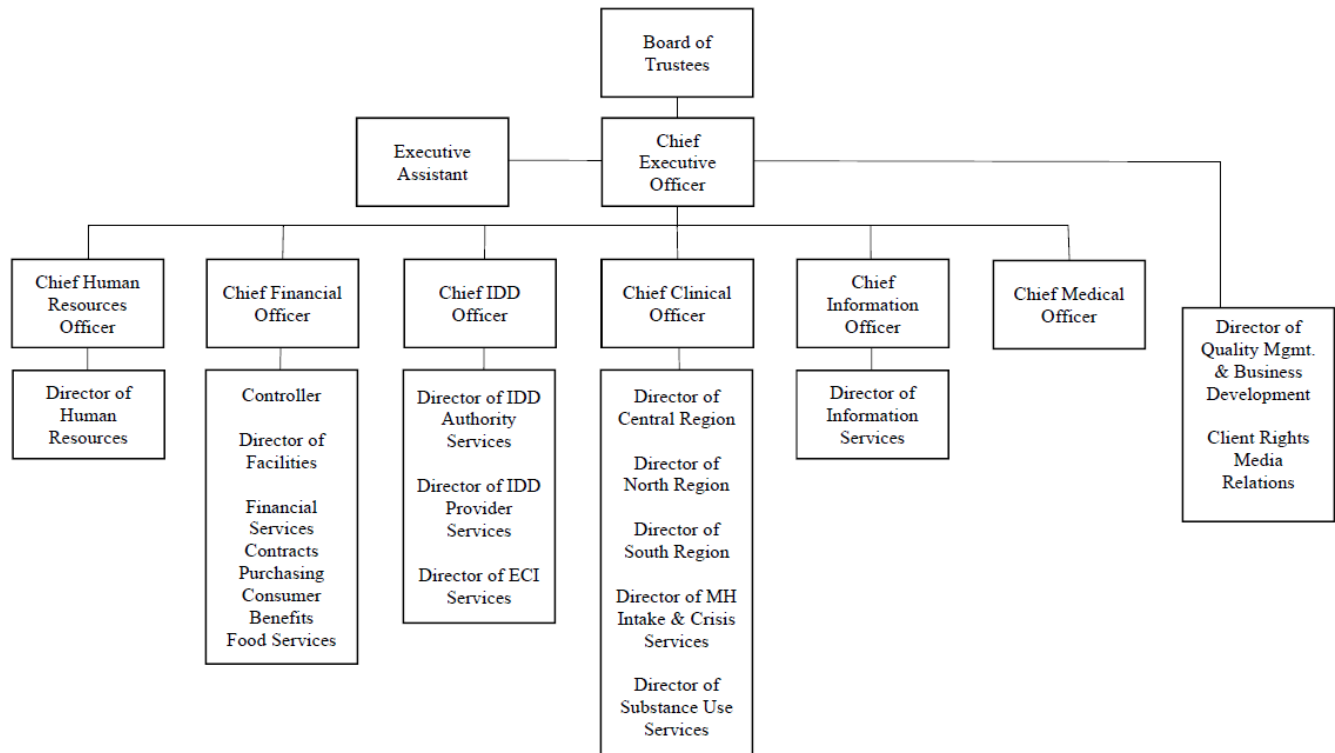 Board of
Trustees
Executive
Assistant
Chief
Executive
Officer
Chief Human
Resources
Officer
Chief Financial
Officer
Chief IDD
Officer
Chief Clinical
Officer
Chief
Information
Officer
Chief Medical
Officer
Director of
Quality Mgmt.
& Business
Development
Client Rights
Media
Relations
Director of
Human
Resources
Controller
Director of
Facilities
Financial
Services
Contracts
Purchasing
Consumer
Benefits
Food Services
Director of IDD
Authority
Services
Director of IDD
Provider
Services
Director of ECI
Services
Director of
Central Region
Director of
North Region
Director of
South Region
Director of MH
Intake & Crisis
Services
Director of
Substance Use
Services
Director of
Information
Services